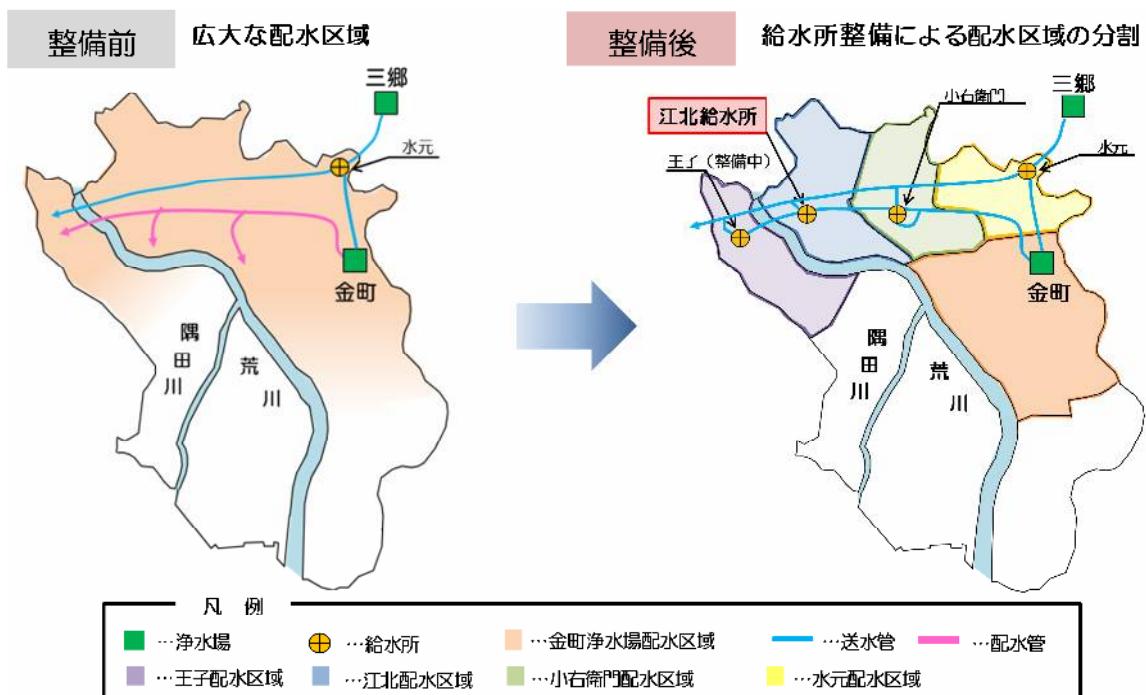 整備前
広大な配水区域
三郷
水元
金町
隅田川
荒川
整備後
給水所整備による配水区域の分割
三郷
小右衛門
江北給水所
王子（整備中）
水元
金町
隅田川
荒川
凡 例
…浄水場
…給水所
…金町浄水場配水区域
…送水管
…配水管
…王子配水区域
…江北配水区域
…小右衛門配水区域
…水元配水区域